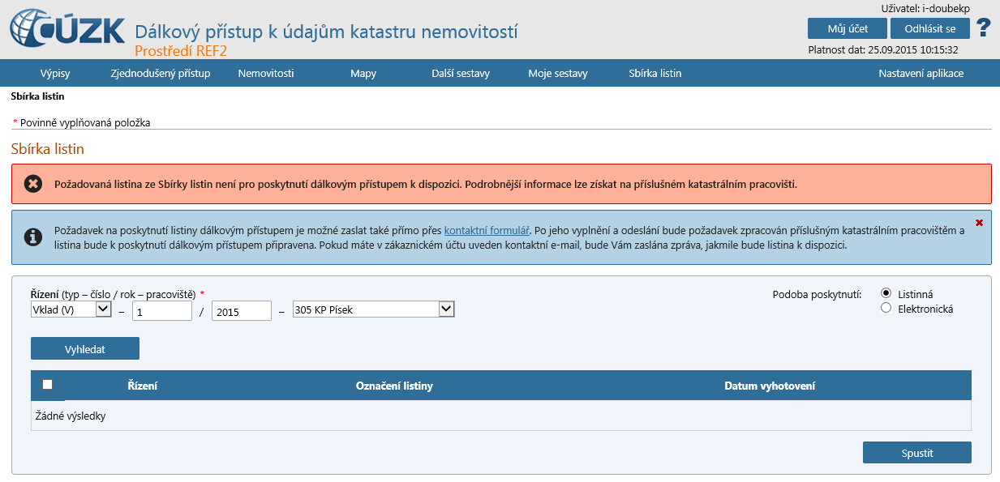 Uživatel: i-doubekp
ČÚZK
Dálkový přístup k údajům katastru nemovitostí
Můj účet Odhlásit se ?
Prostředí REF2
Platnost dat: 25.09.2015 10:15:32
Výpisy Zjednodušený přístup Nemovitosti Mapy Další sestavy Moje sestavy Sbírka listin Nastavení aplikace
Sbírka listin
* Povinně vyplňovaná položka
Sbírka listin
Požadovaná listina ze Sbírky listin není pro poskytnutí dálkovým přístupem k dispozici. Podrobnější informace lze získat na příslušném katastrálním pracovišti.
Požadavek na poskytnutí listiny dálkovým přístupem je možné zaslat také přímo přes kontaktní formulář. Po jeho vyplnění a odeslání bude požadavek zpracován příslušným katastrálním pracovištěm a
listina bude k poskytnutí dálkovým přístupem připravena. Pokud máte v zákaznickém účtu uveden kontaktní e-mail, bude Vám zaslána zpráva, jakmile bude listina k dispozici.
Řízení (typ – číslo / rok – pracoviště) * Podoba poskytnutí: Listinná
Vklad (V) – 1 / 2015 – 305 KP Písek Elektronická
Vyhledat
Řízení Označení listiny Datum vyhotovení
Žádné výsledky
Spustit